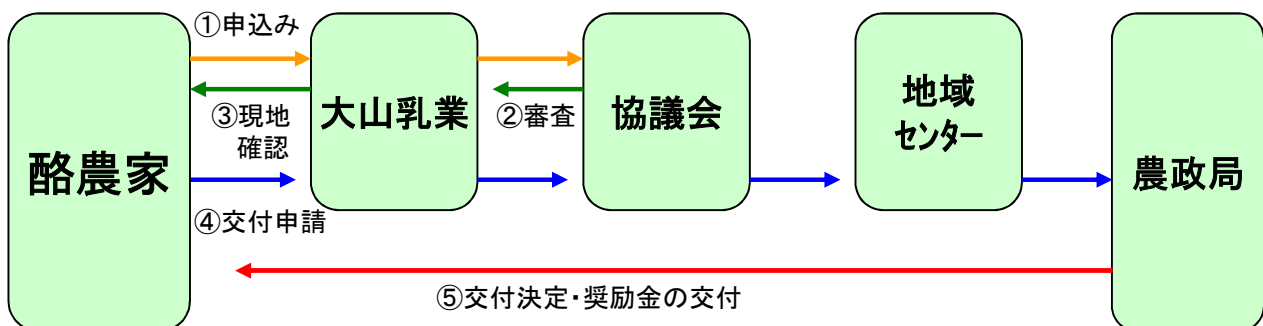 ①申込み
酪農家
大山乳業
協議会
地域
センター
農政局
②審査
③現地
確認
④交付申請
⑤交付決定・奨励金の交付